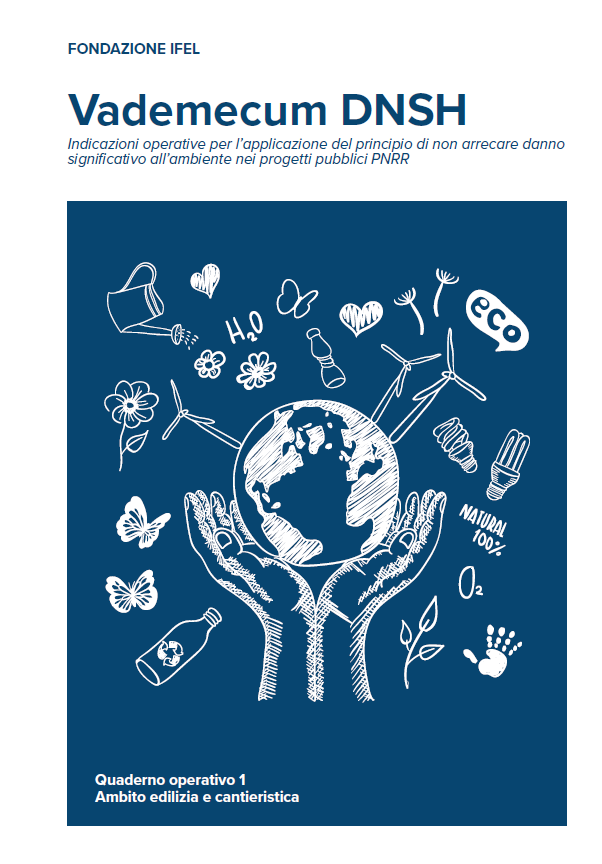 FONDAZIONE IFEL
Vademecum DNSH
Indicazioni operative per l'applicazione del principio di non arrecare danno
significativo all'ambiente nei progetti pubblici PNRR
eco
H2O
NATURAL
100%
O2
Quaderno operativo 1
Ambito edilizia e cantieristica